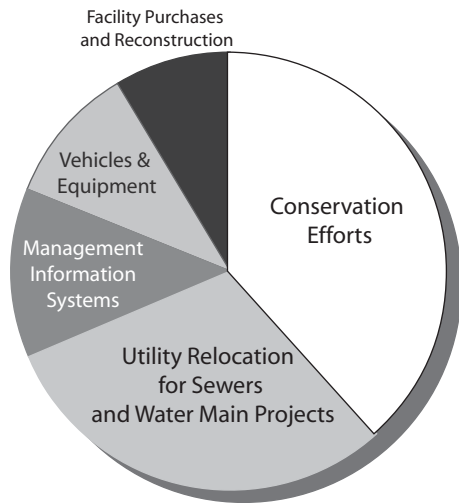 Facility Purchases
and Reconstruction
Conservation
Efforts
Vehicles &
Equipment
Management
Information
Systems
Utility Relocation
for Sewers
and Water Main Projects